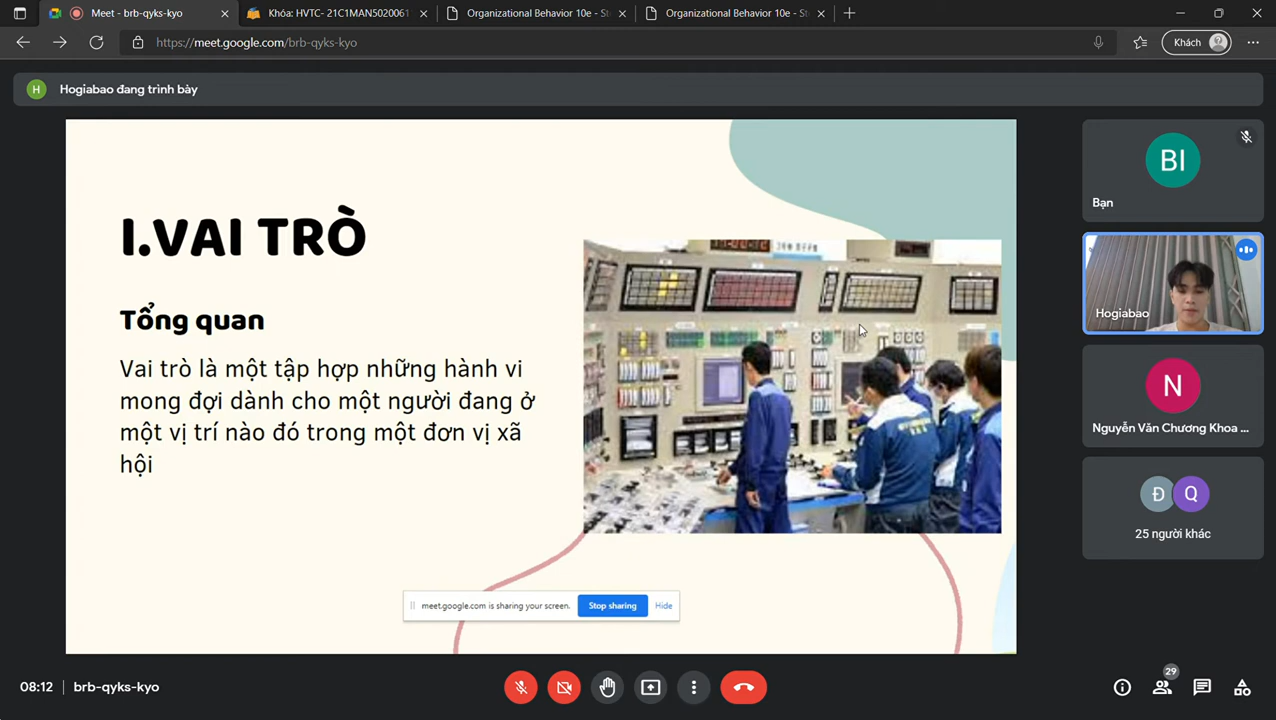 Meet - brb-qyks-kyo
Khóa: HVTC- 21C1MAN5020061
Organizational Behavior 10e - St
Organizational Behavior 10e - St
https://meet.google.com/brb-qyks-kyo
Khách
H
Hogiabao đang trình bày
I.VAI TRÒ
Tổng quan
Vai trò là một tập hợp những hành vi
mong đợi dành cho một người đang ở
một vị trí nào đó trong một đơn vị xã
hội
meet.google.com is sharing your screen.
Stop sharing
Hide
BI
Bạn
Hogiabao
N
Nguyễn Văn Chương Khoa ...
Đ
Q
25 người khác
08:12
brb-qyks-kyo
29